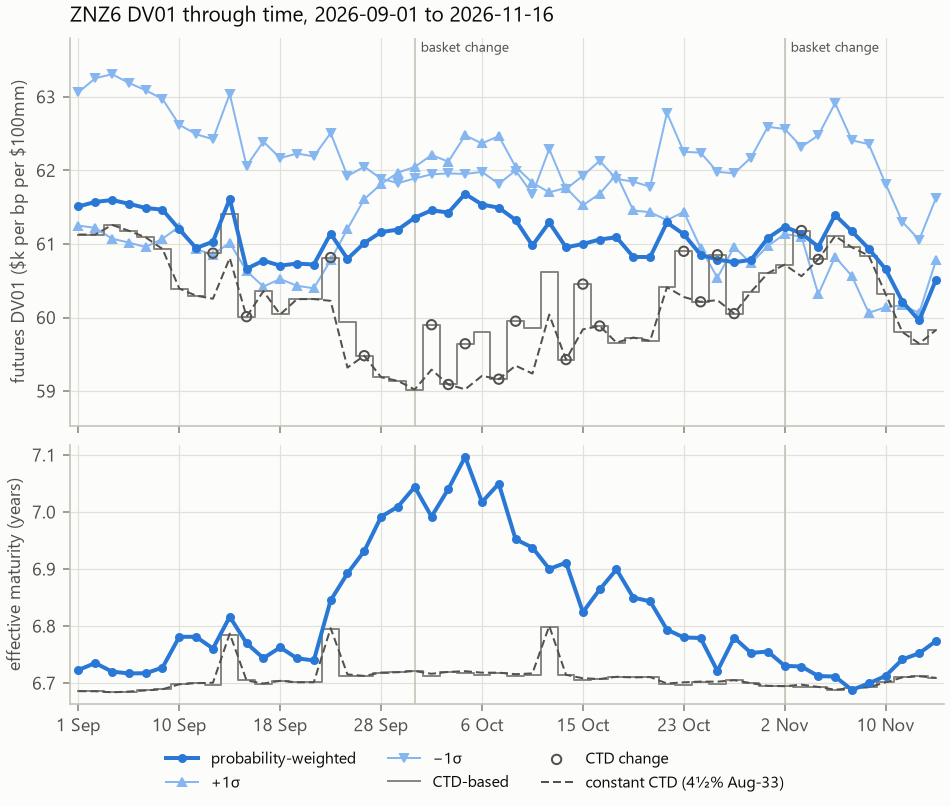 ZNZ6 DV01 through time, 2026-09-01 to 2026-11-16
basket change
basket change
futures DV01 ($k per bp per $100mm)
63
62
61
60
59
effective maturity (years)
7.1
7.0
6.9
6.8
6.7
1 Sep
10 Sep
18 Sep
28 Sep
6 Oct
15 Oct
23 Oct
2 Nov
10 Nov
probability-weighted
−1σ
CTD change
+1σ
CTD-based
constant CTD (4½% Aug-33)